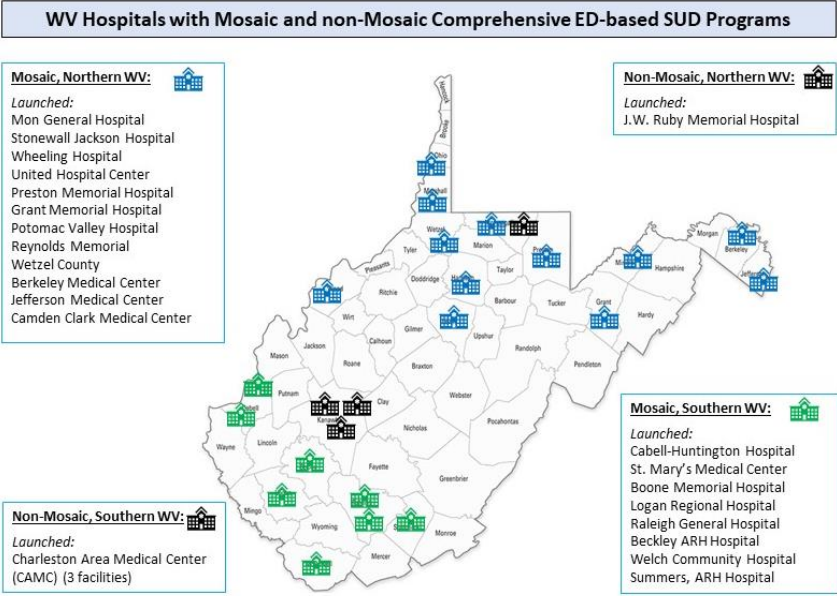 WV Hospitals with Mosaic and non-Mosaic Comprehensive ED-based SUD Programs
Mosaic, Northern WV:
Launched:
Mon General Hospital
Stonewall Jackson Hospital
Wheeling Hospital
United Hospital Center
Preston Memorial Hospital
Grant Memorial Hospital
Potomac Valley Hospital
Reynolds Memorial
Wetzel County
Berkeley Medical Center
Jefferson Medical Center
Camden Clark Medical Center
Non-Mosaic, Northern WV:
Launched:
J.W. Ruby Memorial Hospital
Hancock
Brooke
Ohio
Marshall
Wetzel
Marion
Tyler
Pleasants
Doddridge
Taylor
Ritchie
Barbour
Tucker
Wirt
Gilmer
Upshur
Calhoun
Jackson
Mason
Roane
Braxton
Randolph
Pendleton
Grant
Hardy
Hampshire
Morgan
Berkeley
Putnam
Clay
Webster
Nicholas
Pocahontas
Wayne
Lincoln
Fayette
Greenbrier
Mingo
Wyoming
Monroe
Mercer
Non-Mosaic, Southern WV:
Launched:
Charleston Area Medical Center
(CAMC) (3 facilities)
Mosaic, Southern WV:
Launched:
Cabell-Huntington Hospital
St. Mary's Medical Center
Boone Memorial Hospital
Logan Regional Hospital
Raleigh General Hospital
Beckley ARH Hospital
Welch Community Hospital
Summers, ARH Hospital